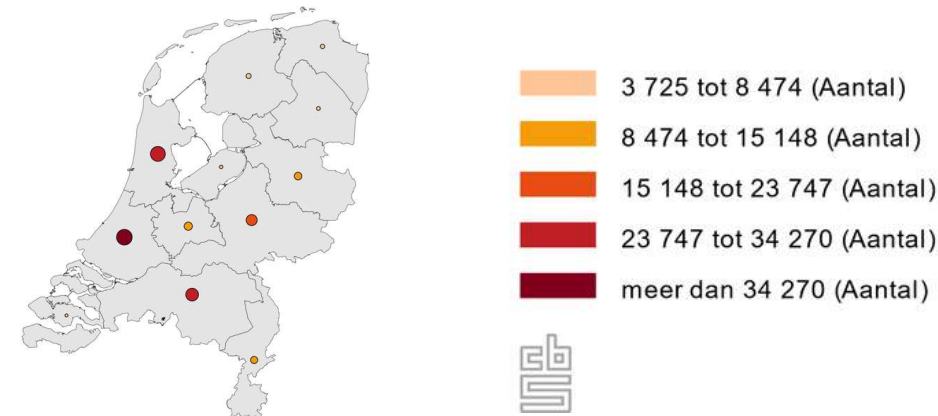 3 725 tot 8 474 (Aantal)
8 474 tot 15 148 (Aantal)
15 148 tot 23 747 (Aantal)
23 747 tot 34 270 (Aantal)
meer dan 34 270 (Aantal)
cbs